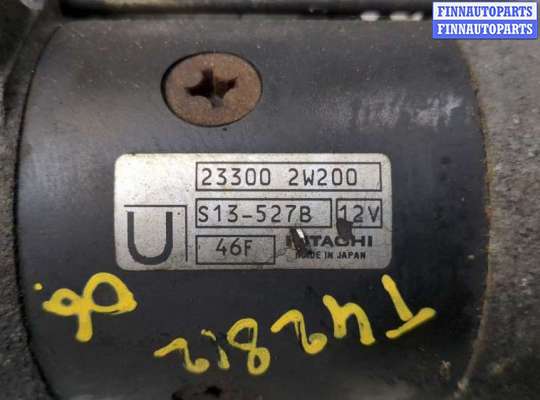 FINNAUTOPARTS
FINNAUTOPARTS
23300 2W200
S13-527B 12V
U 46F HITACHI
MADE IN JAPAN
T42812